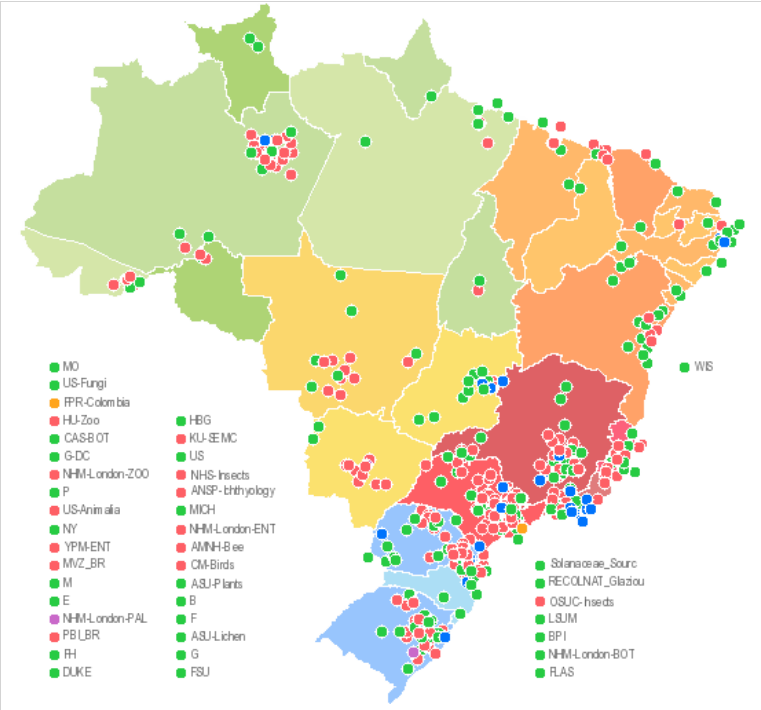 MO
US-Fungi
FPR-Colombia
HU-Zoo
CAS-BOT
G-DC
NHM-London-ZOO
P
US-Animalia
NY
YPM-ENT
MVZ_BR
M
E
NHM-London-PAL
PBI_BR
FH
DUKE
HBG
KU-SEMC
US
NHS-Insects
ANSP-Ichthyology
MICH
NHM-London-ENT
AMNH-Bee
CM-Birds
ASU-Plants
B
F
ASU-Lichen
G
FSU
WIS
Solanaceae_Sourc
RECOLNAT_Glaziou
OSUC-Insects
LSUM
BPI
NHM-London-BOT
FLAS